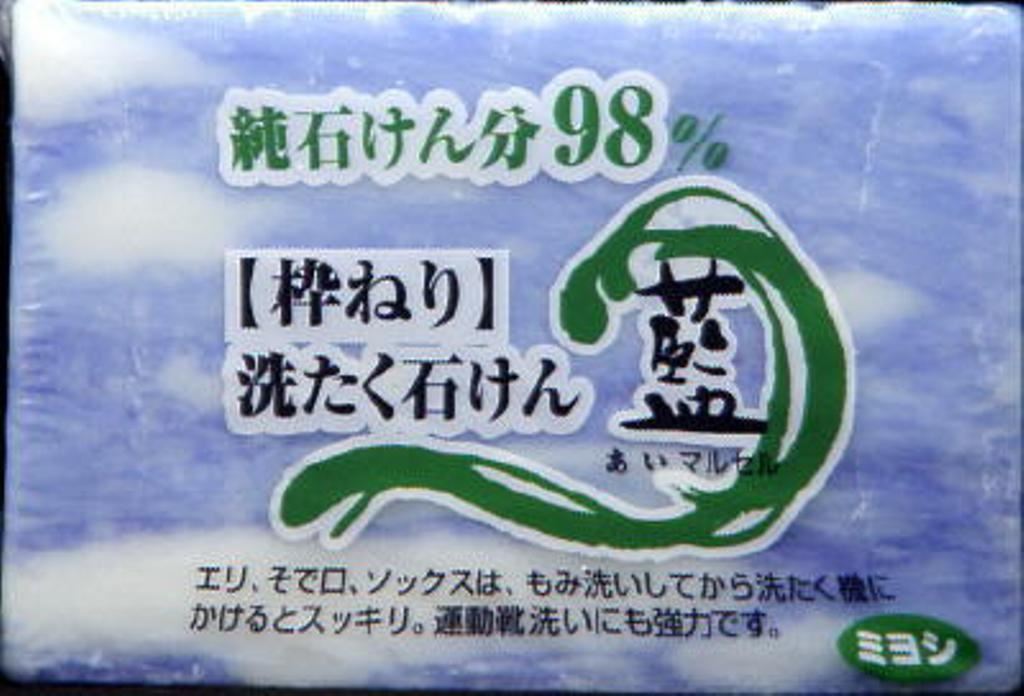 純石けん分98%
【枠ねり】
洗たく石けん
藍
あい マルセル
エリ、そで口、ソックスは、もみ洗いしてから洗たく機に
かけるとスッキリ。運動靴洗いにも強力です。
ミヨシ